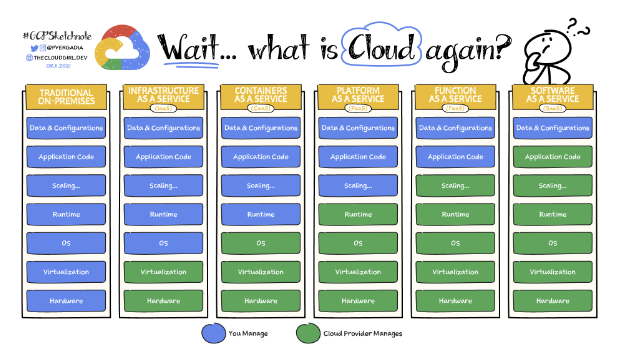 #GCPSketchnote
@PVERGADIA
THECLOUDGIRL.DEV
Wait... what is Cloud again?
?
?
?
TRADITIONAL
ON-PREMISES
Data & Configurations
Application Code
Scaling...
Runtime
OS
Virtualization
Hardware
INFRASTRUCTURE
AS A SERVICE
(IaaS)
Data & Configurations
Application Code
Scaling...
Runtime
OS
Virtualization
Hardware
CONTAINERS
AS A SERVICE
(CaaS)
Data & Configurations
Application Code
Scaling...
Runtime
OS
Virtualization
Hardware
PLATFORM
AS A SERVICE
(PaaS)
Data & Configurations
Application Code
Scaling...
Runtime
OS
Virtualization
Hardware
FUNCTION
AS A SERVICE
(FaaS)
Data & Configurations
Application Code
Scaling...
Runtime
OS
Virtualization
Hardware
SOFTWARE
AS A SERVICE
(SaaS)
Data & Configurations
Application Code
Scaling...
Runtime
OS
Virtualization
Hardware
You Manage
Cloud Provider Manages